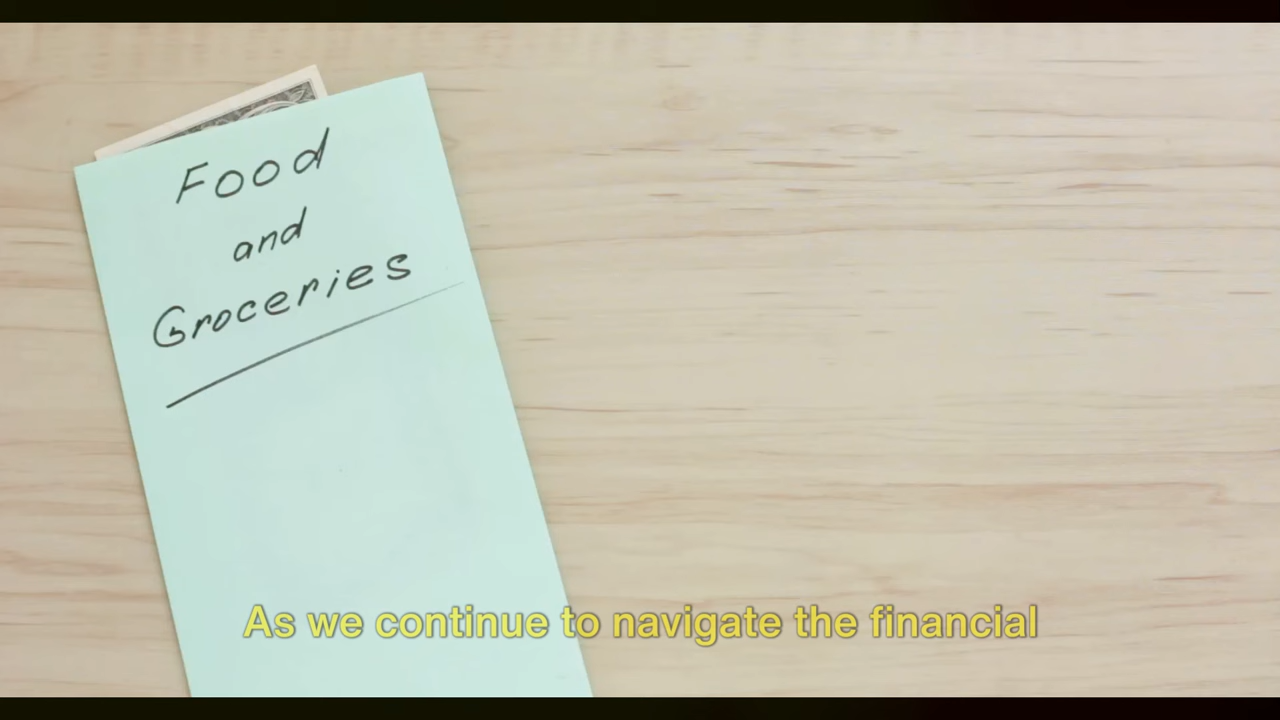 Food
and
Groceries
As we continue to navigate the financial